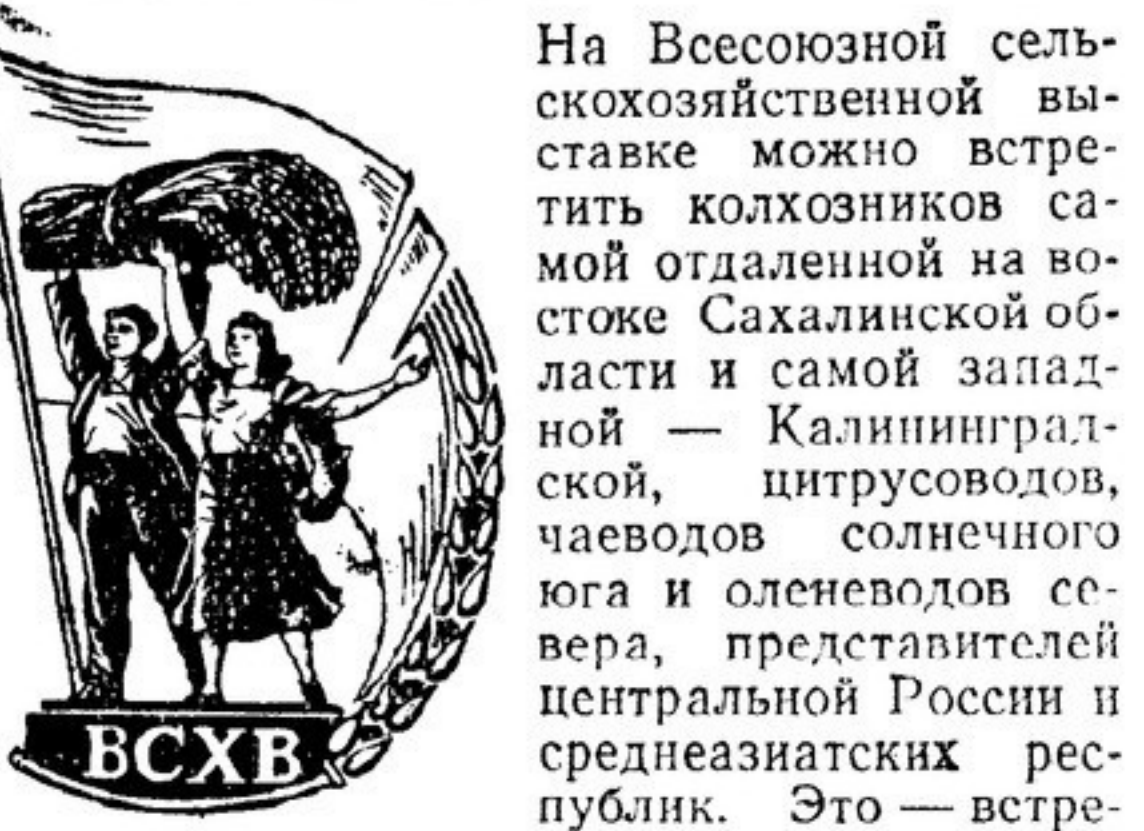 На Всесоюзной сель-
скохозяйственной вы-
ставке можно встре-
тить колхозников са-
мой отдаленной на во-
стоке Сахалинской об-
ласти и самой запад-
ной — Калининград-
ской, цитрусоводов,
чаеводов солнечного
юга и оленеводов се-
вера, представителей
центральной России и
среднеазиатских рес-
публик. Это — встре-
ВСХВ